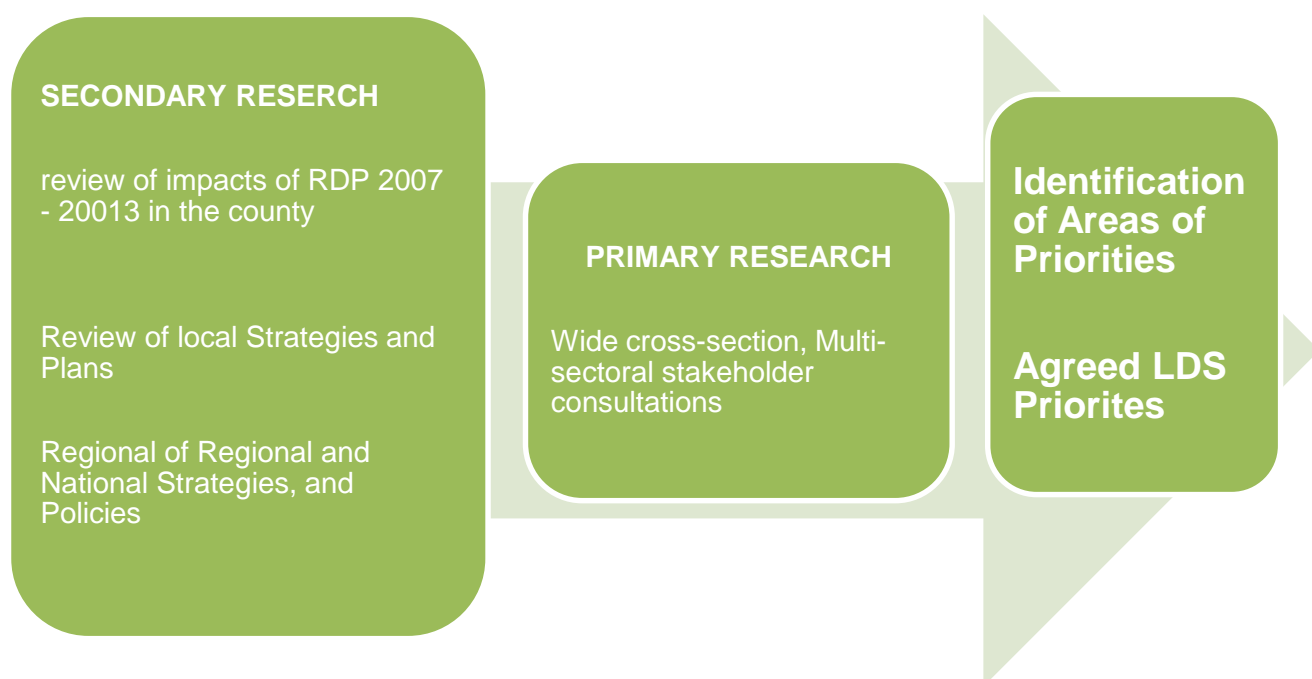 SECONDARY RESERCH
review of impacts of RDP 2007
- 20013 in the county
Review of local Strategies and
Plans
Regional of Regional and
National Strategies, and
Policies
PRIMARY RESEARCH
Wide cross-section, Multi-
sectoral stakeholder
consultations
Identification
of Areas of
Priorities
Agreed LDS
Priorites